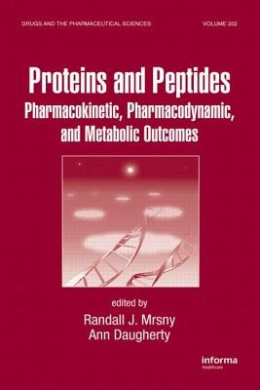 DRUGS AND THE PHARMACEUTICAL SCIENCES VOLUME 202
Proteins and Peptides
Pharmacokinetic, Pharmacodynamic,
and Metabolic Outcomes
edited by
Randall J. Mrsny
Ann Daugherty
informa
healthcare